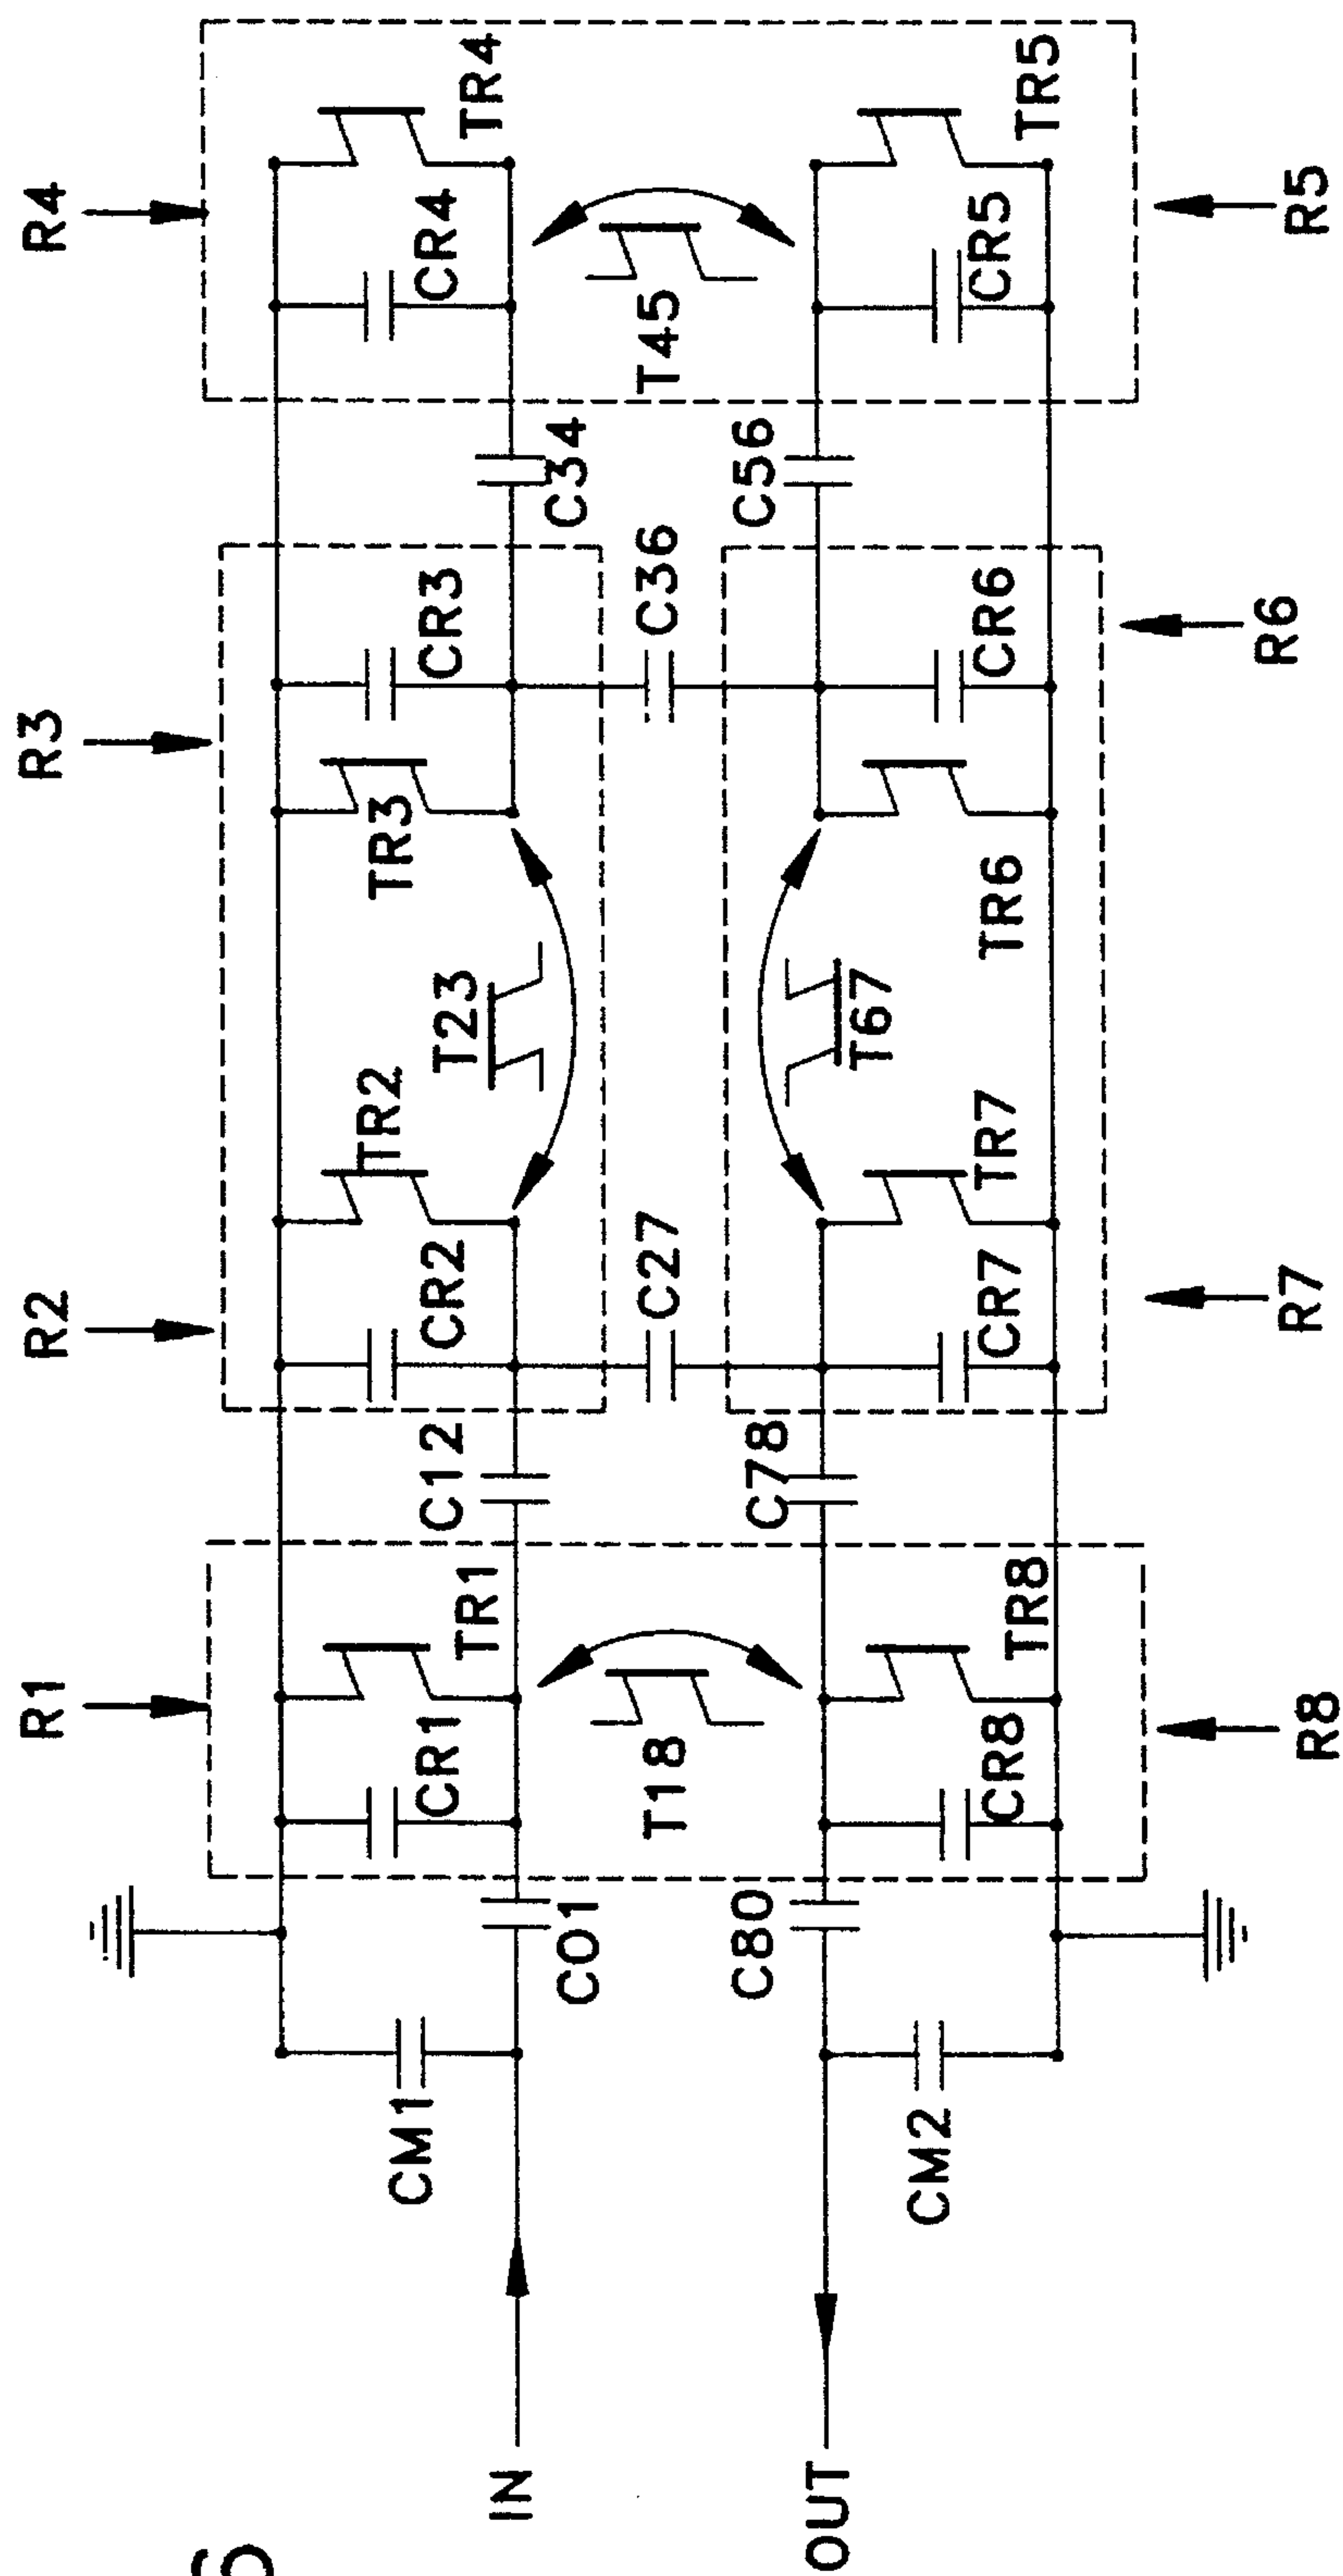 R1
R2
R3
R4
CM1
C01
CR1
TR1
C12
CR2
TR2
T23
TR3
CR3
C34
CR4
TR4
T18
C27
C36
T45
IN
OUT
CM2
C80
CR8
TR8
C78
CR7
TR7
T67
TR6
CR6
C56
CR5
TR5
R8
R7
R6
R5
6